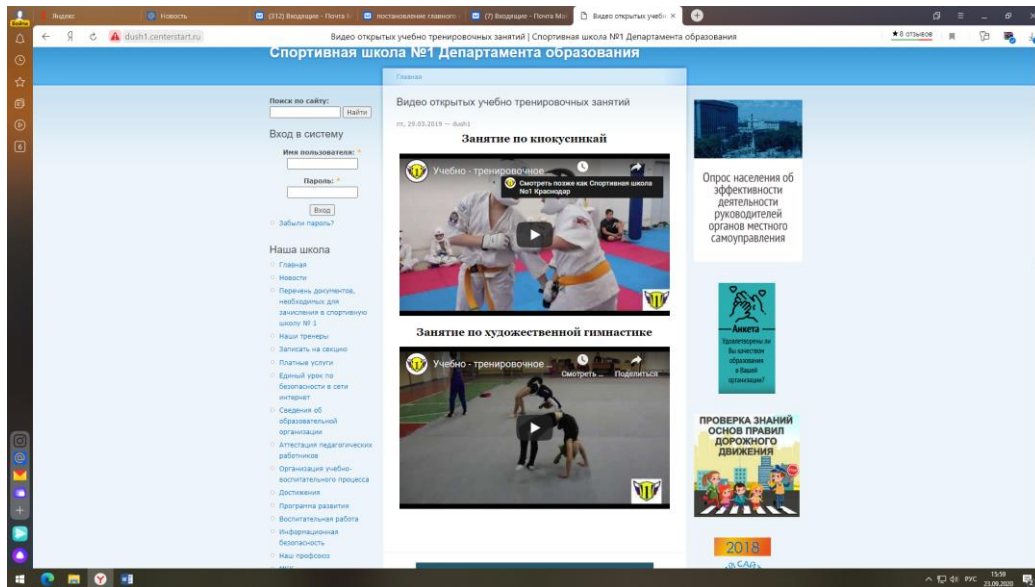 Войти
Яндекс
Новость
(312) Входящие - Почта
постановление главного
(7) Входящие - Почта Ма
Видео открытых учебн
dush1.centerstart.ru
Видео открытых учебно тренировочных занятий | Спортивная школа №1 Департамента образования
★ 8 отзывов
Спортивная школа №1 Департамента образования
Главная
Поиск по сайту:
Найти
Вход в систему
Имя пользователя: *
Пароль: *
Вход
Забыли пароль?
Наша школа
Главная
Новости
Перечень документов,
необходимых для
зачисления в спортивную
школу № 1
Наши тренеры
Записать на секцию
Платные услуги
Единый урок по
безопасности в сети
интернет
Сведения об
образовательной
организации
Аттестация педагогических
работников
Организация учебно-
воспитательного процесса
Достижения
Программа развития
Воспитательная работа
Информационная
безопасность
Наш профсоюз
Видео открытых учебно тренировочных занятий
пт, 29.03.2019 — dush1
Занятие по киокусинкай
Учебно - тренировочное
Смотреть позже как Спортивная школа
№1 Краснодар
Занятие по художественной гимнастике
Учебно - тренировочное ...
Смотреть ...
Поделиться
Опрос населения об
эффективности
деятельности
руководителей
органов местного
самоуправления
Анкета
Удовлетворены ли
Вы качеством
образования
в Вашей
организации?
ПРОВЕРКА ЗНАНИЙ
ОСНОВ ПРАВИЛ
ДОРОЖНОГО
ДВИЖЕНИЯ
2018
РУС
15:59
23.09.2020